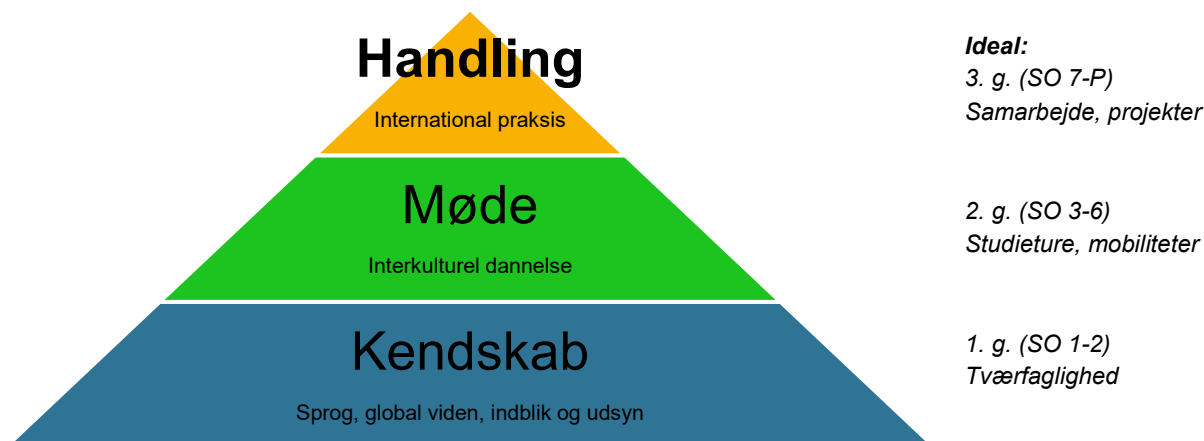 Handling
International praksis
Ideal:
3. g. (SO 7-P)
Samarbejde, projekter
Møde
Interkulturel dannelse
2. g. (SO 3-6)
Studieture, mobiliteter
Kendskab
Sprog, global viden, indblik og udsyn
1. g. (SO 1-2)
Tværfaglighed